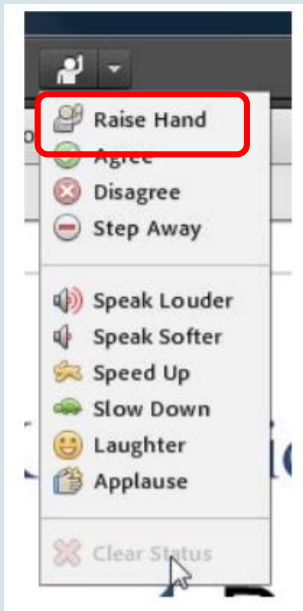 Raise Hand
Agree
Disagree
Step Away
Speak Louder
Speak Softer
Speed Up
Slow Down
Laughter
Applause
Clear Status